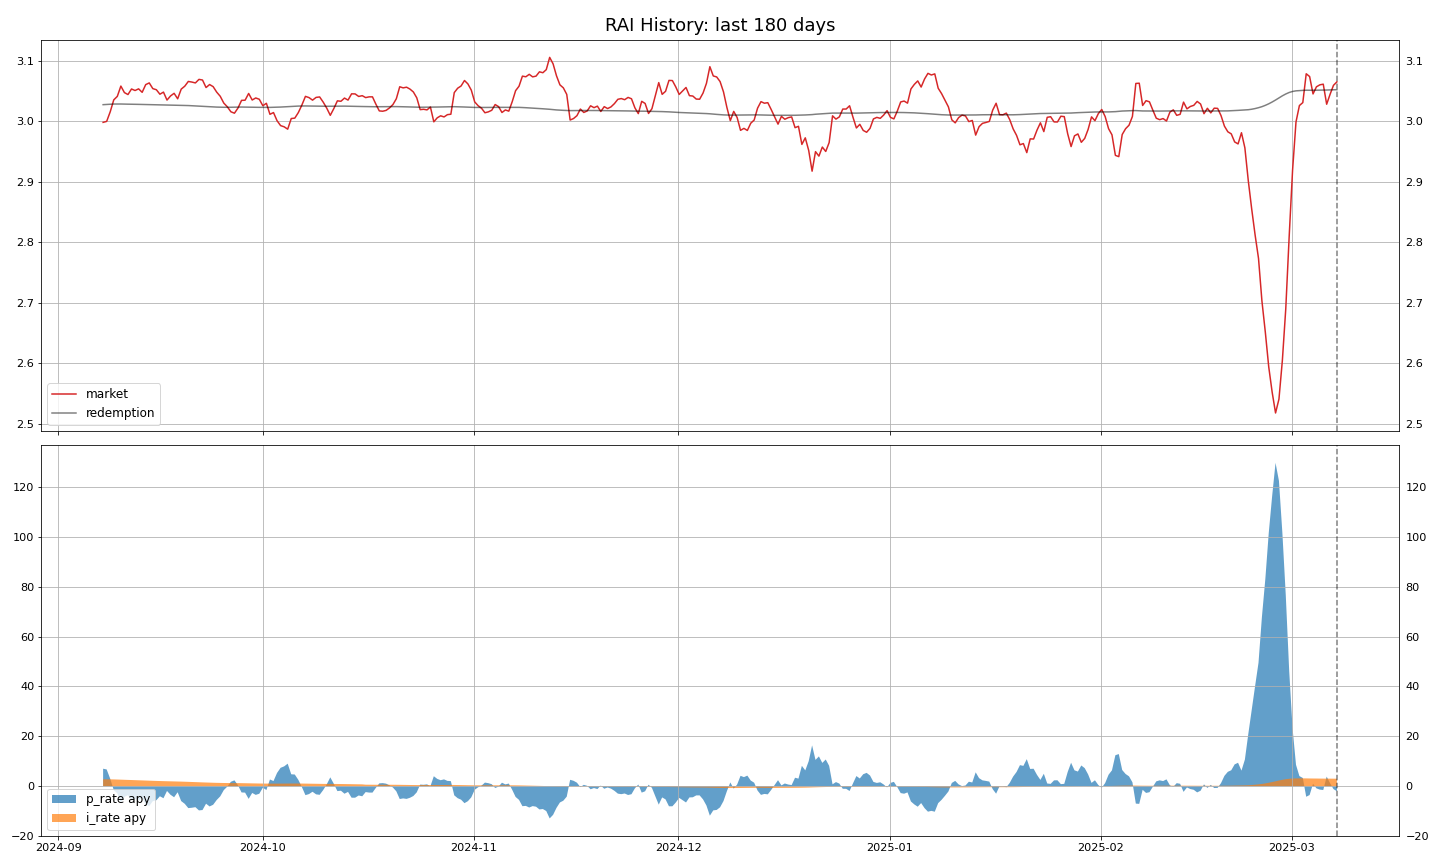 RAI History: last 180 days
3.1 3.1
3.0 3.0
2.9 2.9
2.8 2.8
2.7 2.7
2.6 2.6
market
redemption
2.5 2.5
120 120
100 100
80 80
60 60
40 40
20 20
0 0
p_rate apy
i_rate apy
−20 −20
2024-09 2024-10 2024-11 2024-12 2025-01 2025-02 2025-03